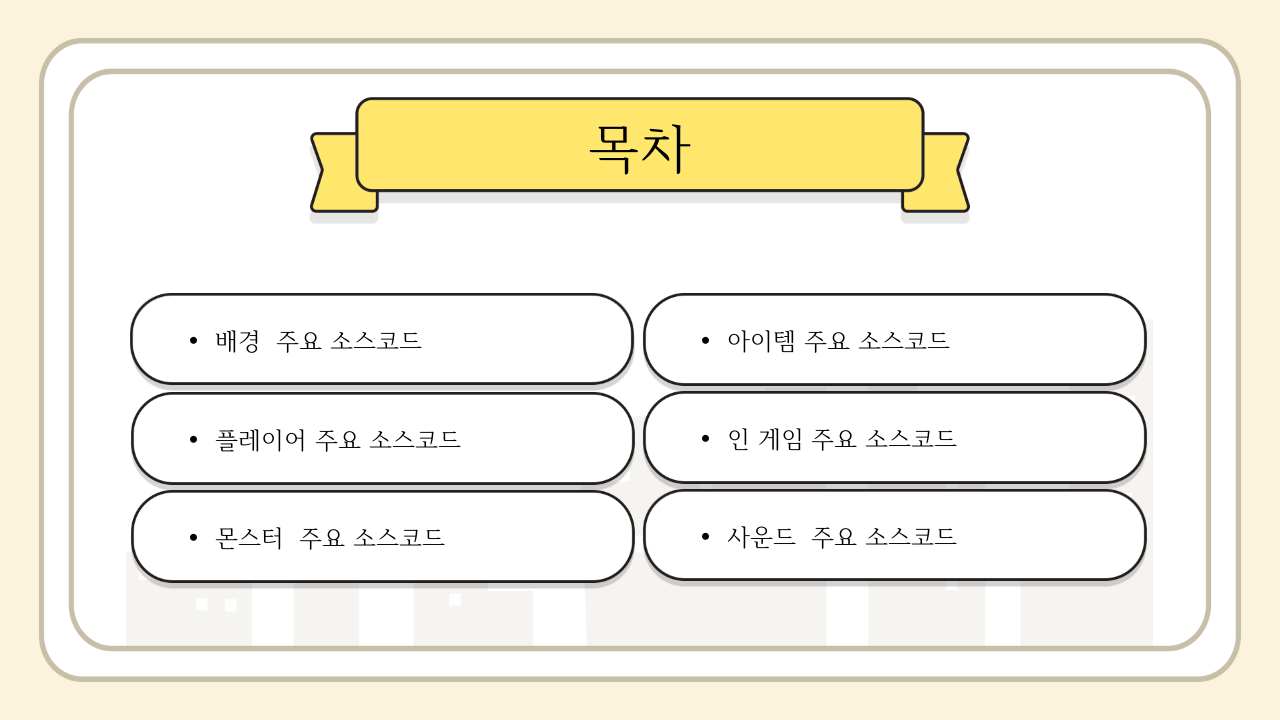 목차
• 배경  주요 소스코드
• 플레이어 주요 소스코드
• 몬스터  주요 소스코드
• 아이템 주요 소스코드
• 인 게임 주요 소스코드
• 사운드  주요 소스코드